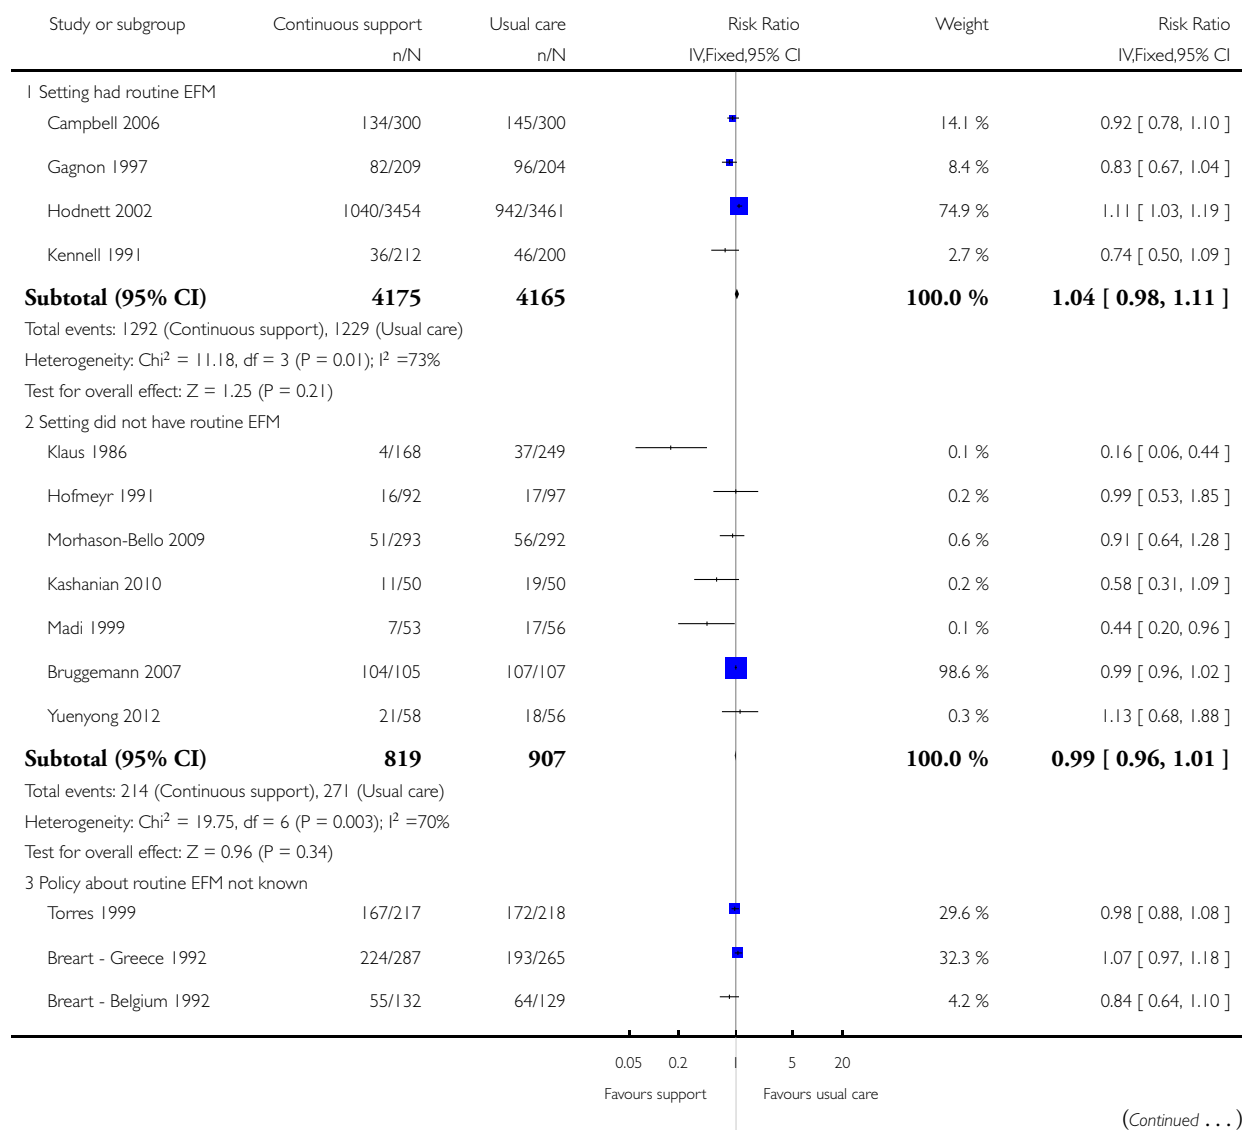 Study or subgroup Continuous support Usual care Risk Ratio Weight Risk Ratio
n/N n/N IV,Fixed,95% CI IV,Fixed,95% CI
1 Setting had routine EFM
Campbell 2006 134/300 145/300 14.1 % 0.92 [ 0.78, 1.10 ]
Gagnon 1997 82/209 96/204 8.4 % 0.83 [ 0.67, 1.04 ]
Hodnett 2002 1040/3454 942/3461 74.9 % 1.11 [ 1.03, 1.19 ]
Kennell 1991 36/212 46/200 2.7 % 0.74 [ 0.50, 1.09 ]
Subtotal (95% CI) 4175 4165 100.0 % 1.04 [ 0.98, 1.11 ]
Total events: 1292 (Continuous support), 1229 (Usual care)
Heterogeneity: Chi² = 11.18, df = 3 (P = 0.01); I² =73%
Test for overall effect: Z = 1.25 (P = 0.21)
2 Setting did not have routine EFM
Klaus 1986 4/168 37/249 0.1 % 0.16 [ 0.06, 0.44 ]
Hofmeyr 1991 16/92 17/97 0.2 % 0.99 [ 0.53, 1.85 ]
Morhason-Bello 2009 51/293 56/292 0.6 % 0.91 [ 0.64, 1.28 ]
Kashanian 2010 11/50 19/50 0.2 % 0.58 [ 0.31, 1.09 ]
Madi 1999 7/53 17/56 0.1 % 0.44 [ 0.20, 0.96 ]
Bruggemann 2007 104/105 107/107 98.6 % 0.99 [ 0.96, 1.02 ]
Yuenyong 2012 21/58 18/56 0.3 % 1.13 [ 0.68, 1.88 ]
Subtotal (95% CI) 819 907 100.0 % 0.99 [ 0.96, 1.01 ]
Total events: 214 (Continuous support), 271 (Usual care)
Heterogeneity: Chi² = 19.75, df = 6 (P = 0.003); I² =70%
Test for overall effect: Z = 0.96 (P = 0.34)
3 Policy about routine EFM not known
Torres 1999 167/217 172/218 29.6 % 0.98 [ 0.88, 1.08 ]
Breart - Greece 1992 224/287 193/265 32.3 % 1.07 [ 0.97, 1.18 ]
Breart - Belgium 1992 55/132 64/129 4.2 % 0.84 [ 0.64, 1.10 ]
0.05 0.2 1 5 20
Favours support Favours usual care
(Continued . . . )